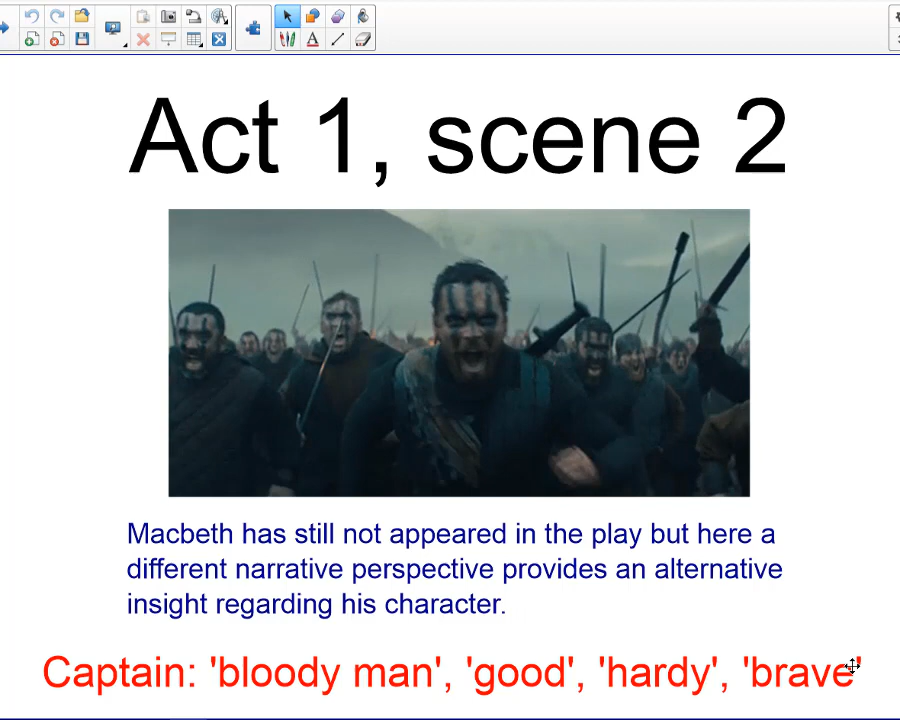 Act 1, scene 2
Macbeth has still not appeared in the play but here a
different narrative perspective provides an alternative
insight regarding his character.
Captain: 'bloody man', 'good', 'hardy', 'brave'